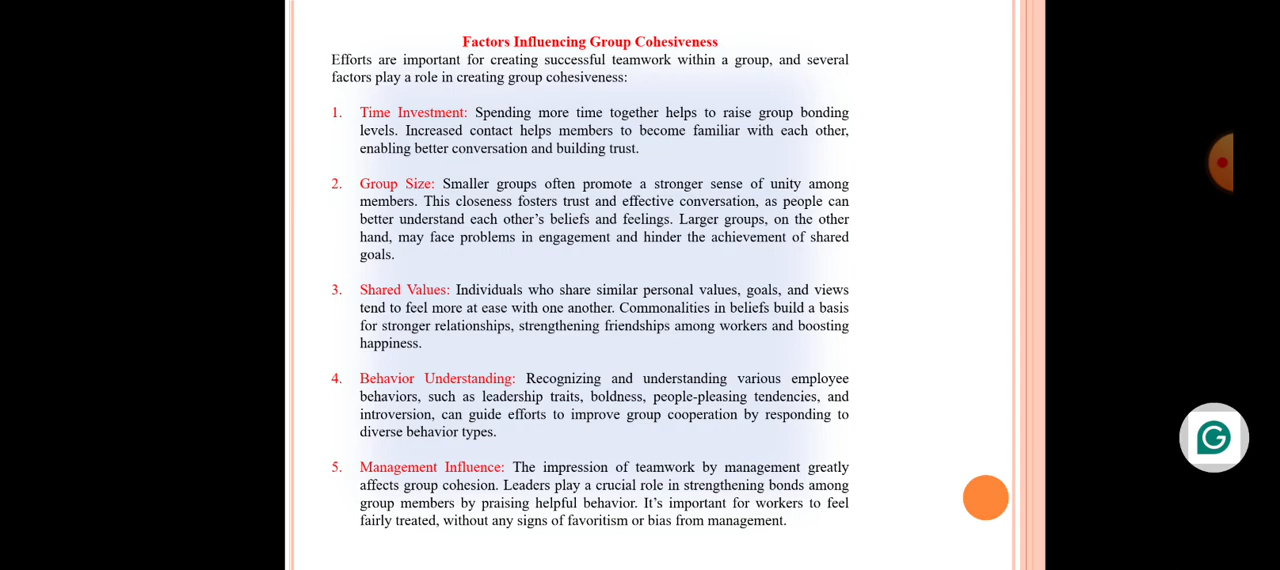 Factors Influencing Group Cohesiveness
Efforts are important for creating successful teamwork within a group, and several
factors play a role in creating group cohesiveness:
1. Time Investment: Spending more time together helps to raise group bonding
levels. Increased contact helps members to become familiar with each other,
enabling better conversation and building trust.
2. Group Size: Smaller groups often promote a stronger sense of unity among
members. This closeness fosters trust and effective conversation, as people can
better understand each other’s beliefs and feelings. Larger groups, on the other
hand, may face problems in engagement and hinder the achievement of shared
goals.
3. Shared Values: Individuals who share similar personal values, goals, and views
tend to feel more at ease with one another. Commonalities in beliefs build a basis
for stronger relationships, strengthening friendships among workers and boosting
happiness.
4. Behavior Understanding: Recognizing and understanding various employee
behaviors, such as leadership traits, boldness, people-pleasing tendencies, and
introversion, can guide efforts to improve group cooperation by responding to
diverse behavior types.
5. Management Influence: The impression of teamwork by management greatly
affects group cohesion. Leaders play a crucial role in strengthening bonds among
group members by praising helpful behavior. It’s important for workers to feel
fairly treated, without any signs of favoritism or bias from management.